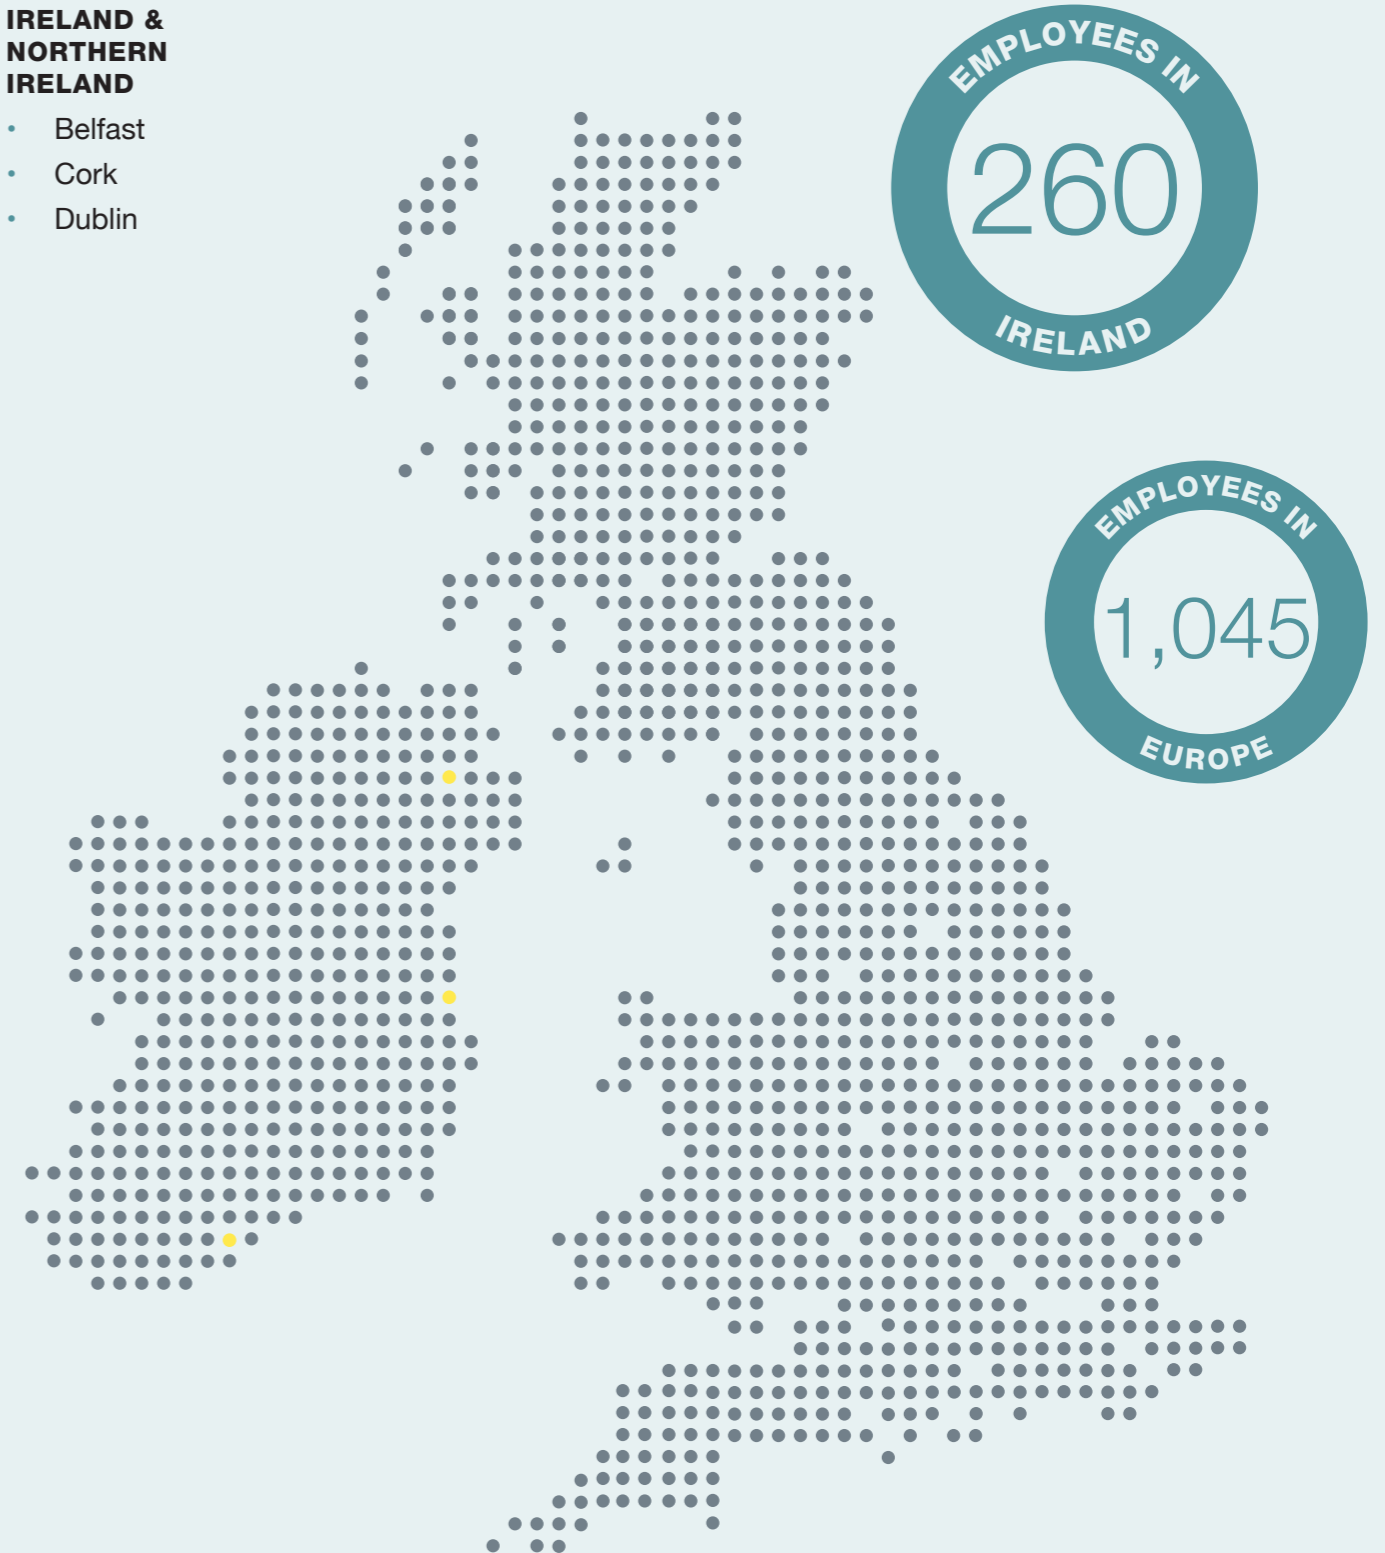 IRELAND &
NORTHERN
IRELAND
• Belfast
• Cork
• Dublin
EMPLOYEES IN
260
IRELAND
EMPLOYEES IN
1,045
EUROPE